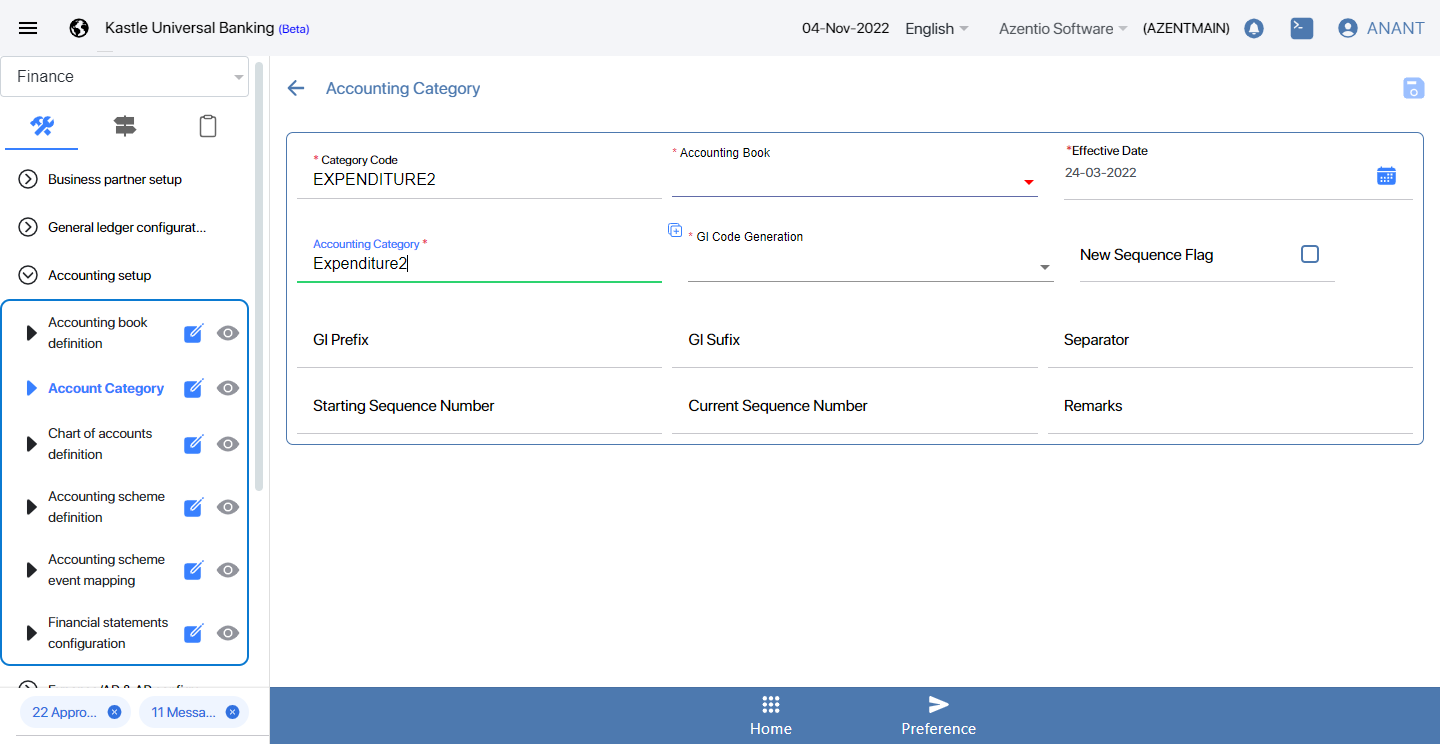 Kastle Universal Banking (Beta)
04-Nov-2022 English Azentio Software (AZENTMAIN) ANANT
Finance
Business partner setup
General ledger configurat...
Accounting setup
Accounting book
definition
Account Category
Chart of accounts
definition
Accounting scheme
definition
Accounting scheme
event mapping
Financial statements
configuration
22 Appro...
11 Messa...
Accounting Category
* Category Code
EXPENDITURE2
* Accounting Book
*Effective Date
24-03-2022
Accounting Category *
Expenditure2
* Gl Code Generation
New Sequence Flag
Gl Prefix
Gl Sufix
Separator
Starting Sequence Number
Current Sequence Number
Remarks
Home
Preference